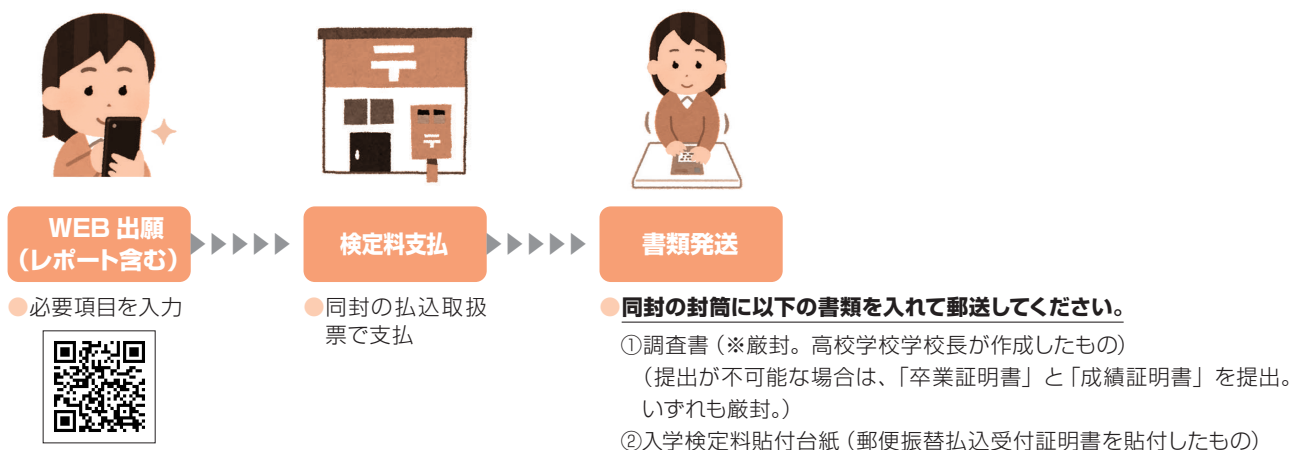 WEB 出願
（レポート含む）
▶▶▶▶▶
検定料支払
▶▶▶▶▶
書類発送
●必要項目を入力
●同封の払込取扱
票で支払
●同封の封筒に以下の書類を入れて郵送してください。
①調査書（※厳封。高校学校学校長が作成したもの）
（提出が不可能な場合は、「卒業証明書」と「成績証明書」を提出。
いずれも厳封。）
②入学検定料貼付台紙（郵便振替払込受付証明書を貼付したもの）